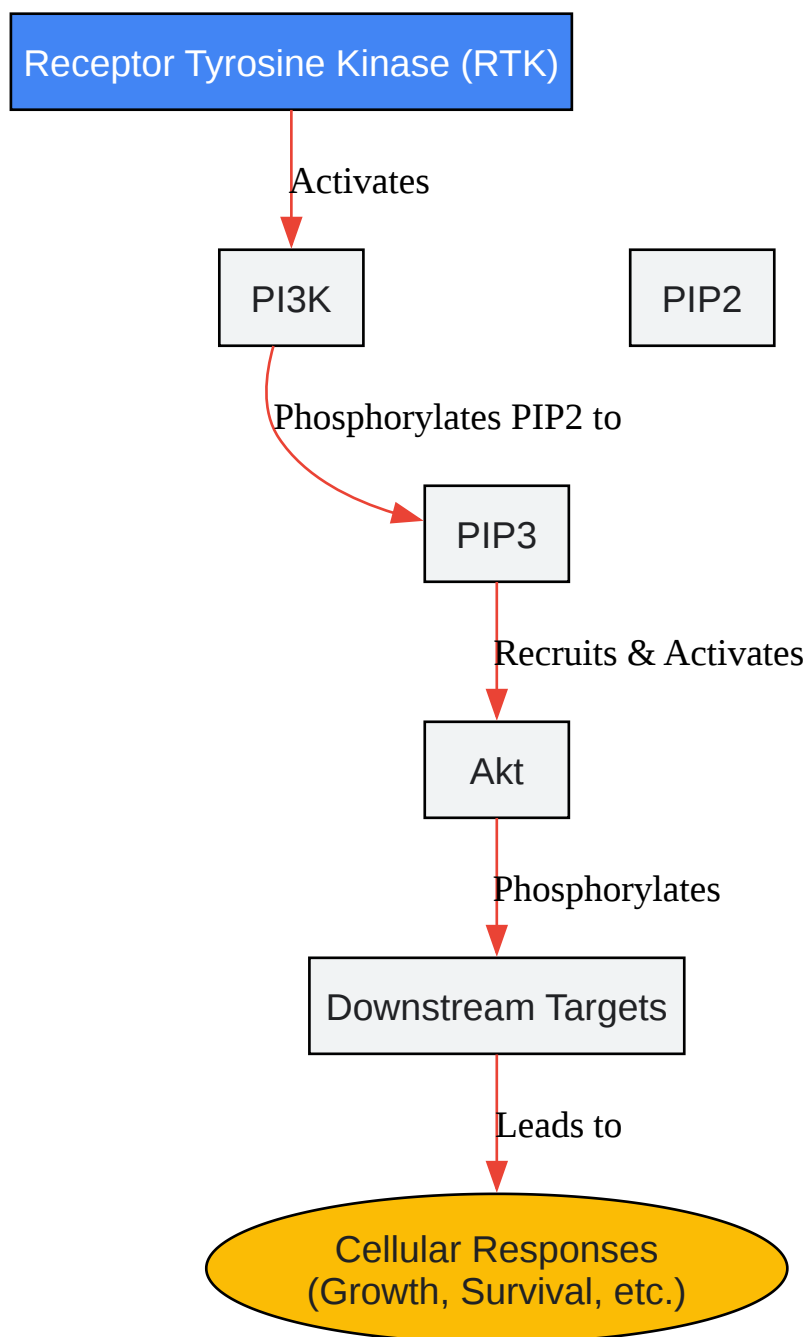 Receptor Tyrosine Kinase (RTK)
Activates
PI3K
PIP2
Phosphorylates PIP2 to
PIP3
Recruits & Activates
Akt
Phosphorylates
Downstream Targets
Leads to
Cellular Responses
(Growth, Survival, etc.)